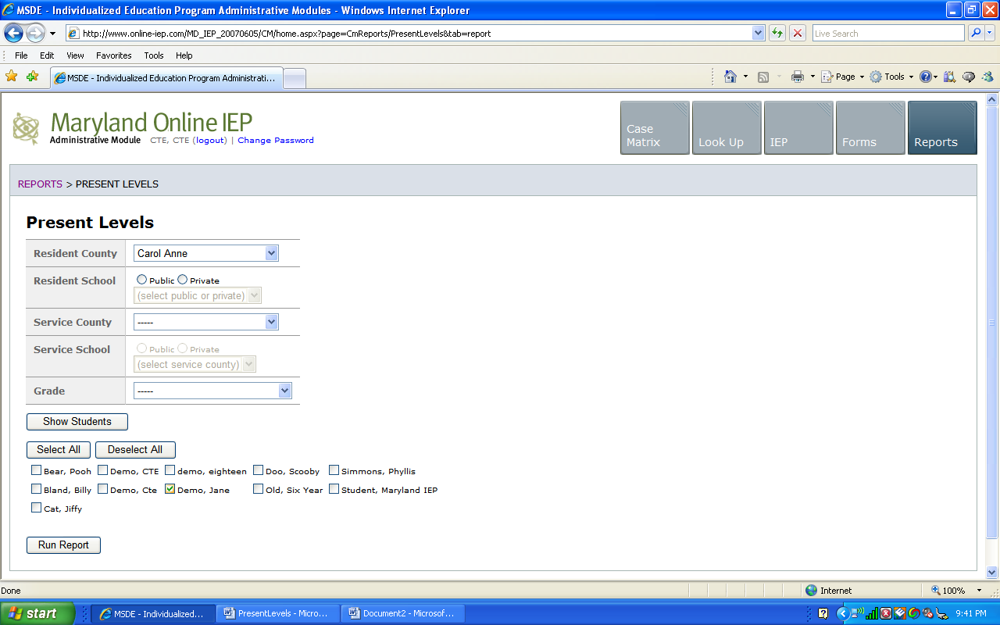 MSDE - Individualized Education Program Administrative Modules - Windows Internet Explorer
http://www.online-iep.com/MD_IEP_20070605/CM/home.aspx?page=CmReports/PresentLevels&tab=report
Live Search
File Edit View Favorites Tools Help
MSDE - Individualized Education Program Administrati...
Page Tools
Maryland Online IEP
Administrative Module CTE, CTE (logout) | Change Password
Case Matrix
Look Up
IEP
Forms
Reports
REPORTS > PRESENT LEVELS
Present Levels
Resident County Carol Anne
Resident School Public Private
(select public or private)
Service County -----
Service School Public Private
(select service county)
Grade -----
Show Students
Select All Deselect All
Bear, Pooh Demo, CTE demo, eighteen Doo, Scooby Simmons, Phyllis
Bland, Billy Demo, Cte Demo, Jane Old, Six Year Student, Maryland IEP
Cat, Jiffy
Run Report
Done Internet 100%
start MSDE - Individualized... PresentLevels - Micro... Document2 - Microsof... 9:41 PM